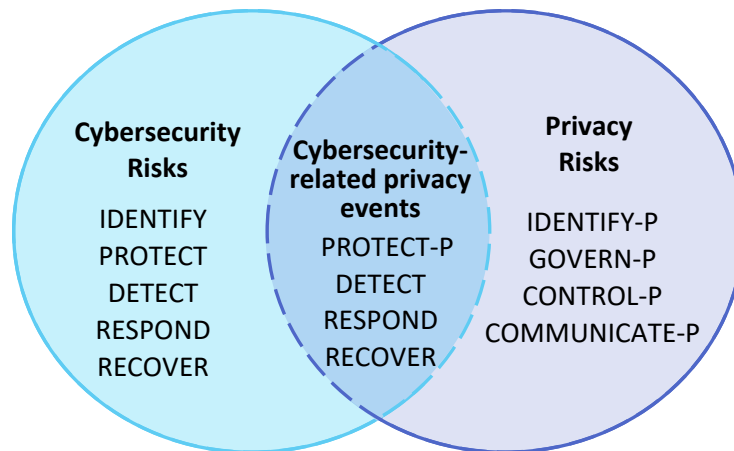 Cybersecurity
Risks
IDENTIFY
PROTECT
DETECT
RESPOND
RECOVER
Cybersecurity-
related privacy
events
PROTECT-P
DETECT
RESPOND
RECOVER
Privacy
Risks
IDENTIFY-P
GOVERN-P
CONTROL-P
COMMUNICATE-P